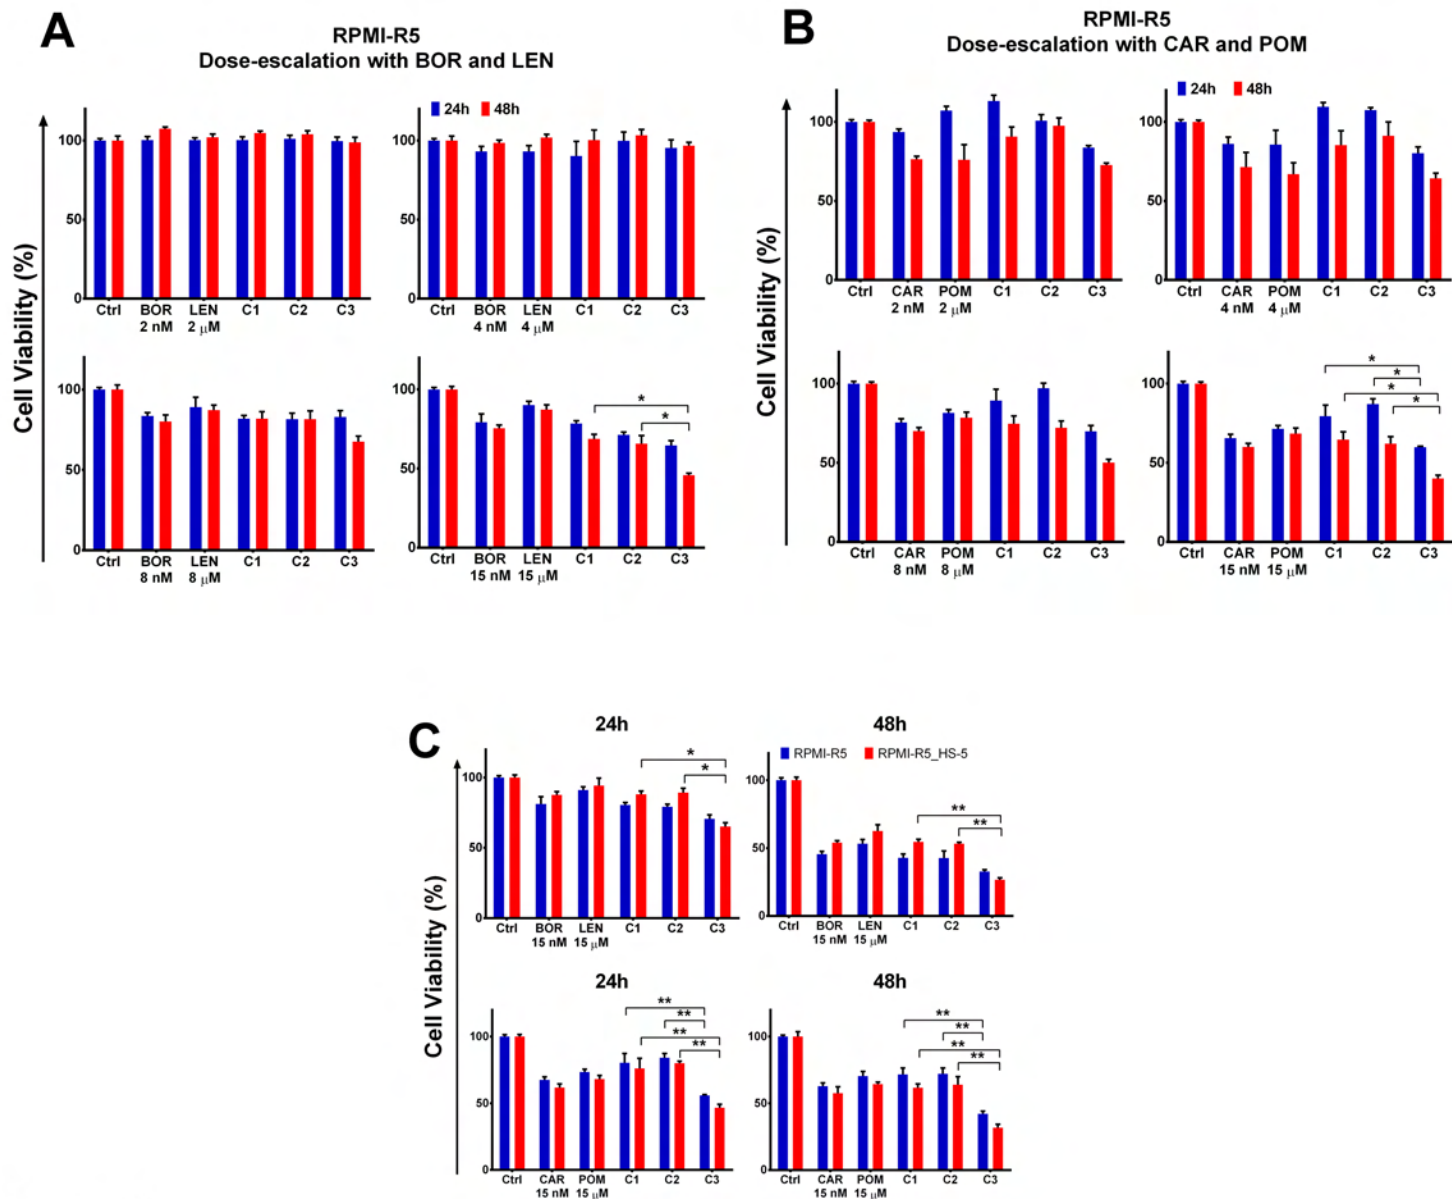 A
RPMI-R5
Dose-escalation with BOR and LEN
Cell Viability (%)
100
50
0
Ctrl BOR LEN C1 C2 C3
2 nM 2 μM
24h 48h
100
50
0
Ctrl BOR LEN C1 C2 C3
4 nM 4 μM
100
50
0
Ctrl BOR LEN C1 C2 C3
8 nM 8 μM
* *
100
50
0
Ctrl BOR LEN C1 C2 C3
15 nM 15 μM
B
RPMI-R5
Dose-escalation with CAR and POM
Cell Viability (%)
100
50
0
Ctrl CAR POM C1 C2 C3
2 nM 2 μM
24h 48h
100
50
0
Ctrl CAR POM C1 C2 C3
4 nM 4 μM
100
50
0
Ctrl CAR POM C1 C2 C3
8 nM 8 μM
* * * *
100
50
0
Ctrl CAR POM C1 C2 C3
15 nM 15 μM
C
Cell Viability (%)
24h
* *
100
50
0
Ctrl BOR LEN C1 C2 C3
15 nM 15 μM
48h
RPMI-R5 RPMI-R5_HS-5
** **
100
50
0
Ctrl BOR LEN C1 C2 C3
15 nM 15 μM
24h
** ** ** **
100
50
0
Ctrl CAR POM C1 C2 C3
15 nM 15 μM
48h
** ** ** **
100
50
0
Ctrl CAR POM C1 C2 C3
15 nM 15 μM